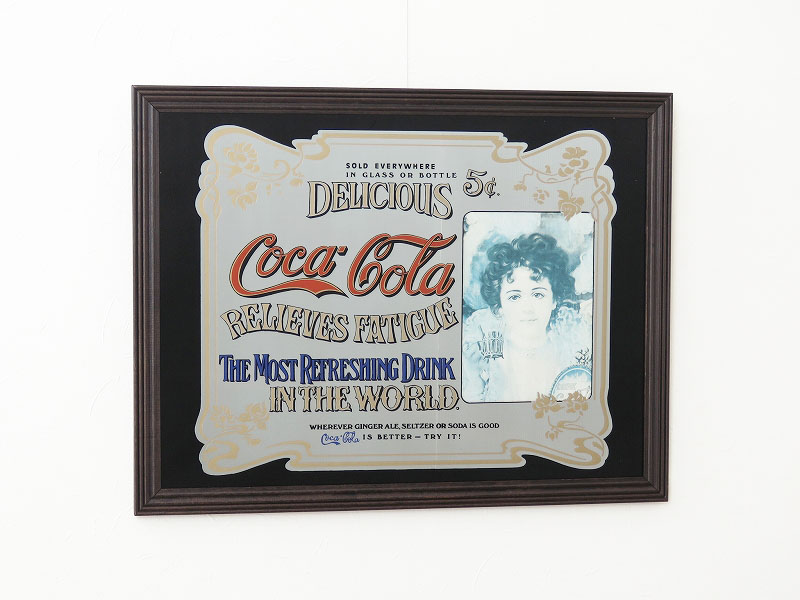 SOLD EVERYWHERE
IN GLASS OR BOTTLE
5¢.
DELICIOUS
Coca-Cola
RELIEVES FATIGUE
THE MOST REFRESHING DRINK
IN THE WORLD.
WHEREVER GINGER ALE, SELTZER OR SODA IS GOOD
Coca-Cola IS BETTER – TRY IT!